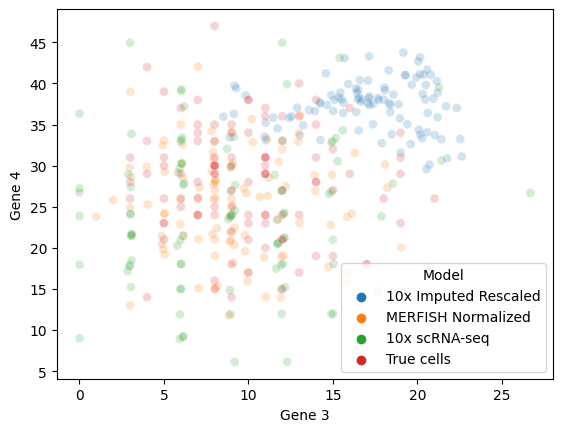 45
40
35
30
25
20
15
10
5
Gene 4
0
5
10
15
20
25
Gene 3
Model
10x Imputed Rescaled
MERFISH Normalized
10x scRNA-seq
True cells